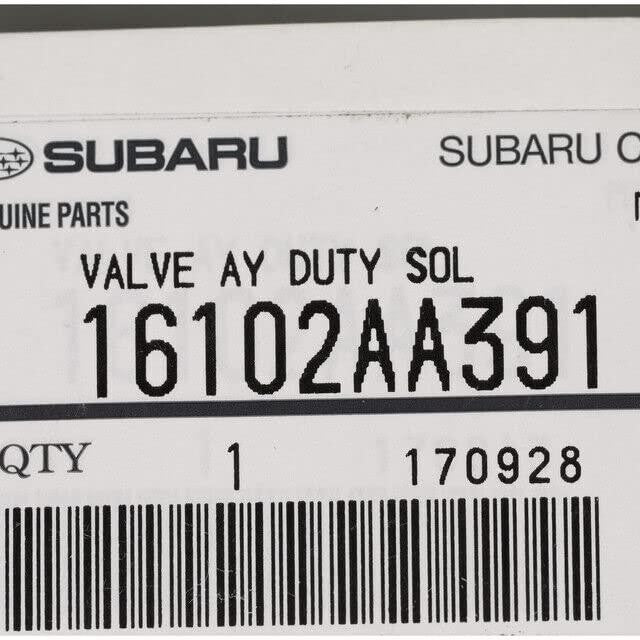 SUBARU SUBARU C
UINE PARTS
VALVE AY DUTY SOL
16102AA391
QTY 1 170928